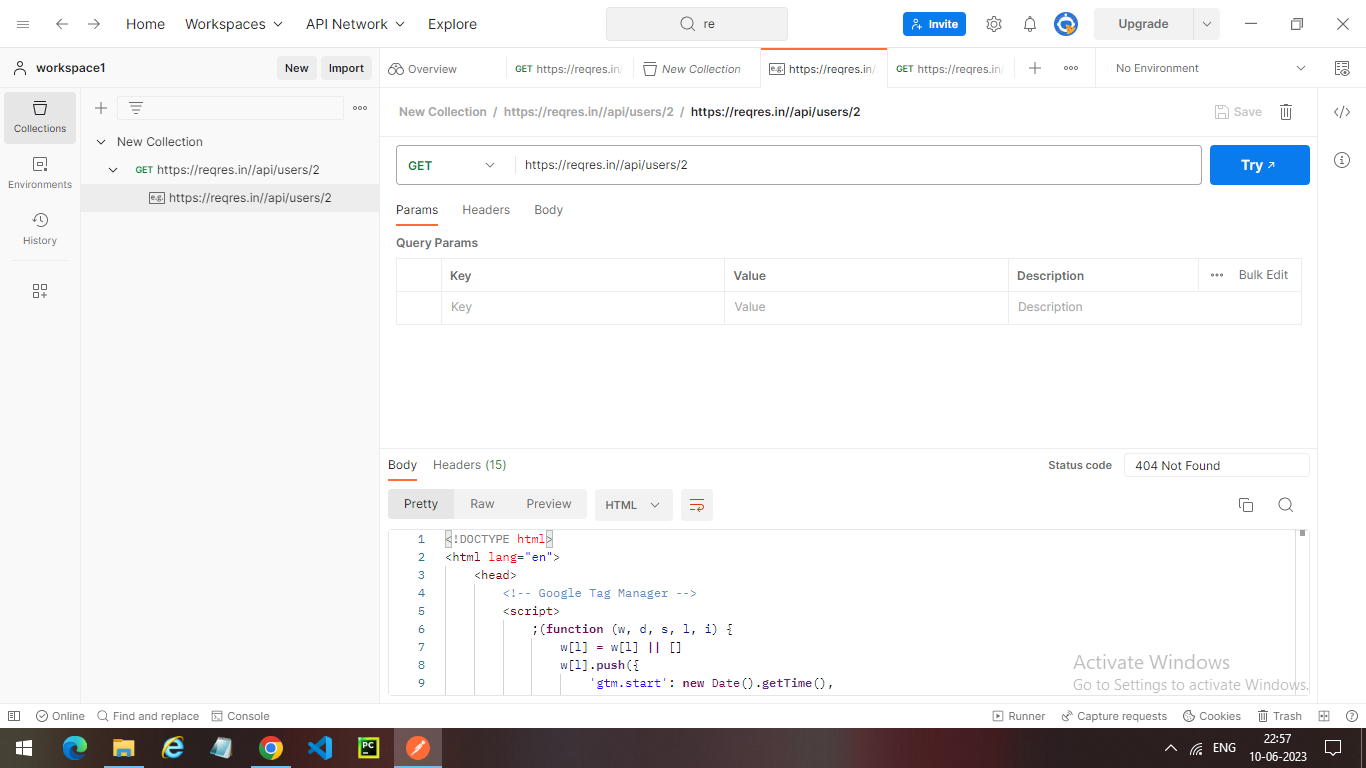 Home Workspaces API Network Explore re Invite Upgrade
workspace1 New Import Overview GET https://reqres.in/ New Collection e.g. https://reqres.in/ GET https://reqres.in/ No Environment
Collections
Environments
History
New Collection
GET https://reqres.in//api/users/2
e.g. https://reqres.in//api/users/2
New Collection / https://reqres.in//api/users/2 / https://reqres.in//api/users/2 Save
GET https://reqres.in//api/users/2 Try
Params Headers Body
Query Params
Key Value Description Bulk Edit
Key Value Description
Body Headers (15) Status code 404 Not Found
Pretty Raw Preview HTML
1 <!DOCTYPE html>
2 <html lang="en">
3 <head>
4 <!-- Google Tag Manager -->
5 <script>
6 ;(function (w, d, s, l, i) {
7 w[l] = w[l] || []
8 w[l].push({
9 'gtm.start': new Date().getTime(),
Activate Windows
Go to Settings to activate Windows.
Online Find and replace Console Runner Capture requests Cookies Trash
PC ENG 22:57
10-06-2023